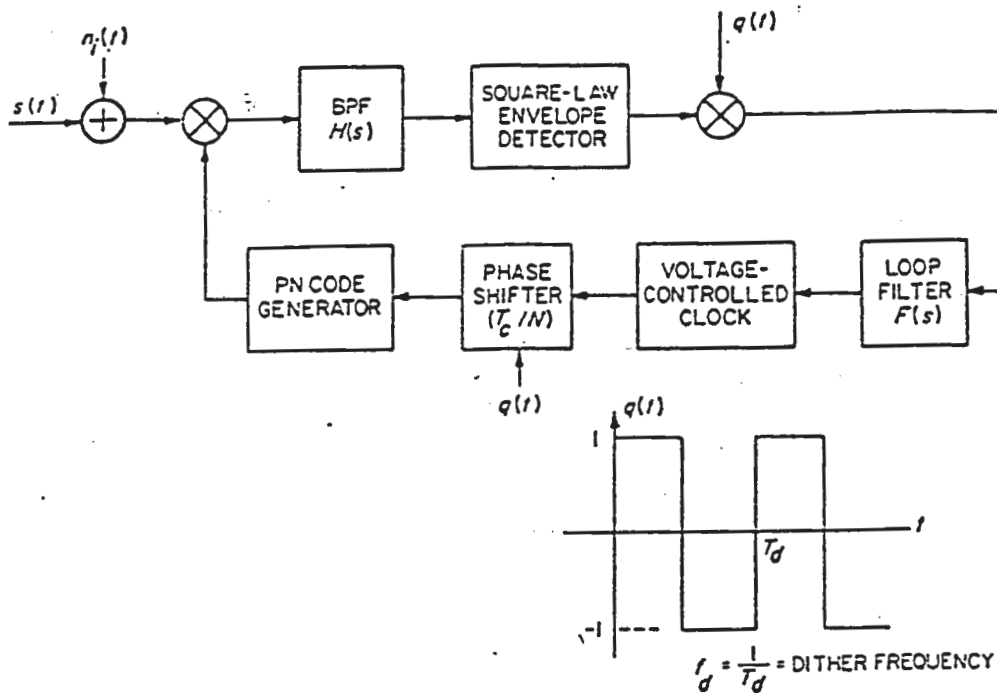 n_i(t)
q(t)
s(t)
BPF
H(s)
SQUARE-LAW
ENVELOPE
DETECTOR
PN CODE
GENERATOR
PHASE
SHIFTER
(T_c/N)
VOLTAGE-
CONTROLLED
CLOCK
LOOP
FILTER
F(s)
q(t)
q(t)
1
t
T_d
-1
f_d = 1/T_d = DITHER FREQUENCY